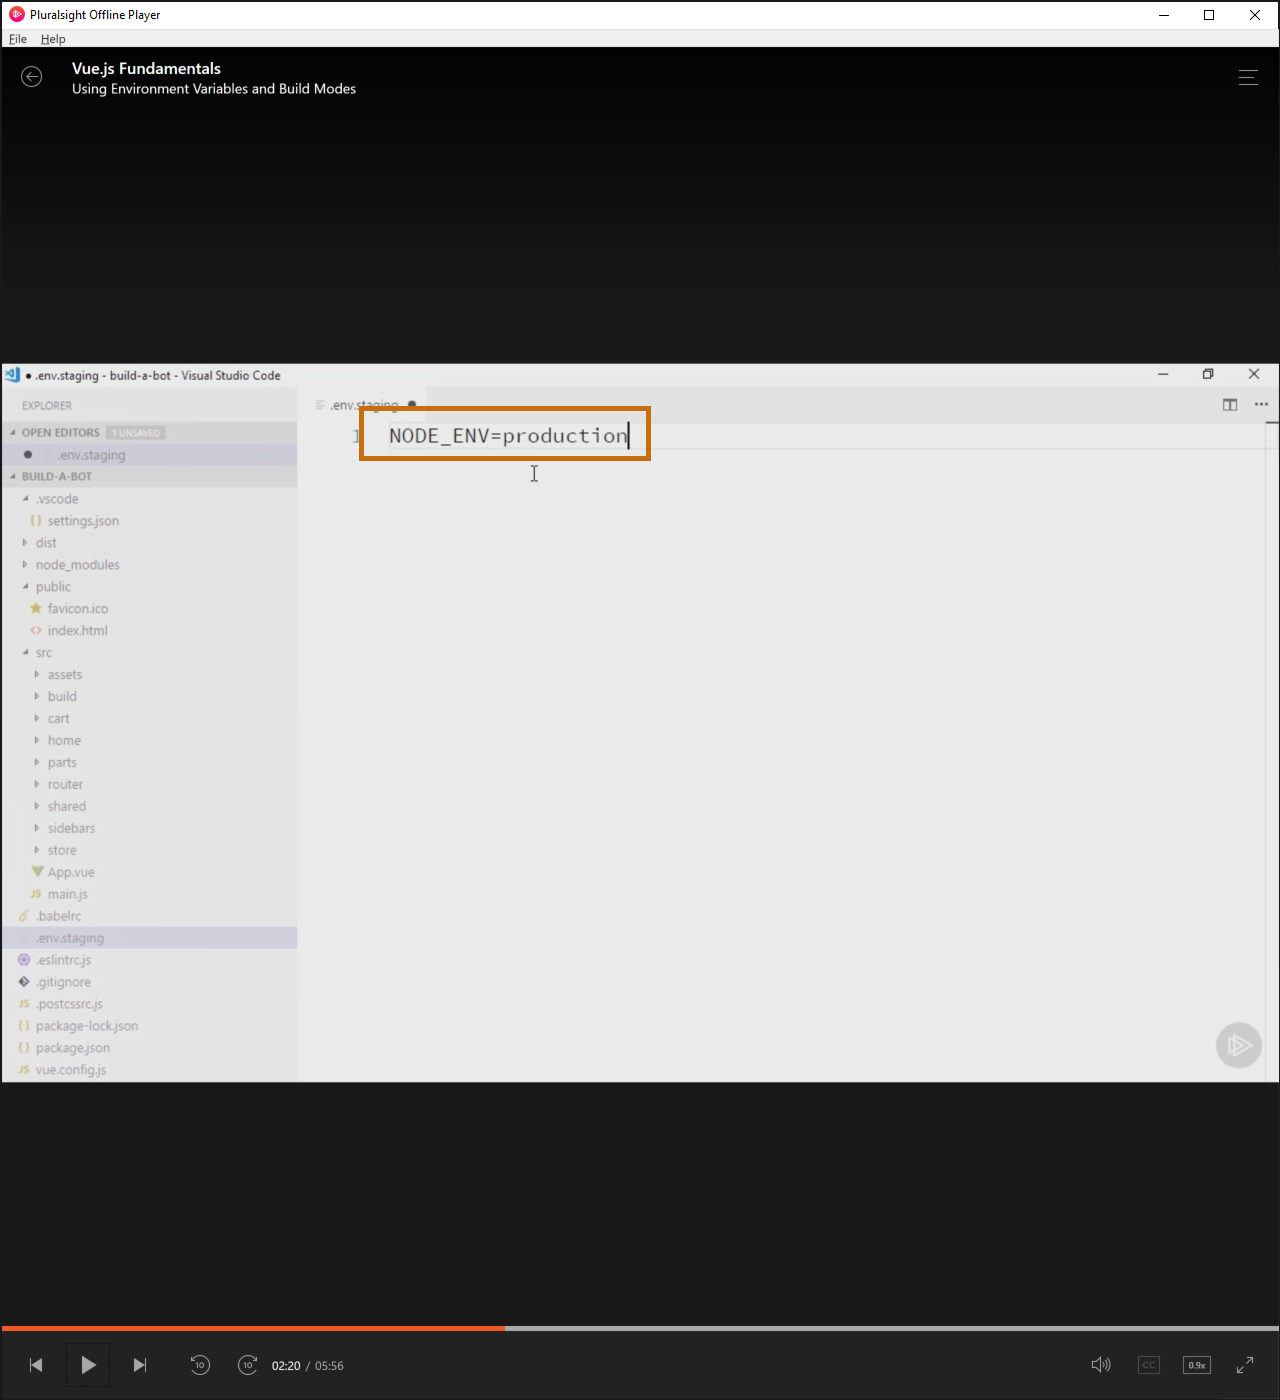 Pluralsight Offline Player
File Help
Vue.js Fundamentals
Using Environment Variables and Build Modes
● .env.staging - build-a-bot - Visual Studio Code
EXPLORER
.env.staging
OPEN EDITORS 1 UNSAVED
1 NODE_ENV=production
.env.staging
BUILD-A-BOT
.vscode
{} settings.json
dist
node_modules
public
favicon.ico
<> index.html
src
assets
build
cart
home
parts
router
shared
sidebars
store
App.vue
JS main.js
.babelrc
.env.staging
.eslintrc.js
.gitignore
JS .postcssrc.js
{} package-lock.json
{} package.json
JS vue.config.js
10 10 02:20 / 05:56 CC 0.9x